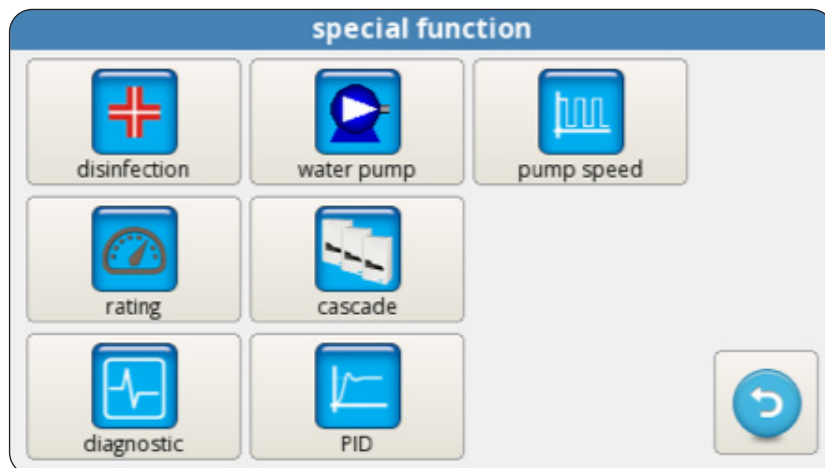 special function
disinfection
water pump
pump speed
rating
cascade
diagnostic
PID